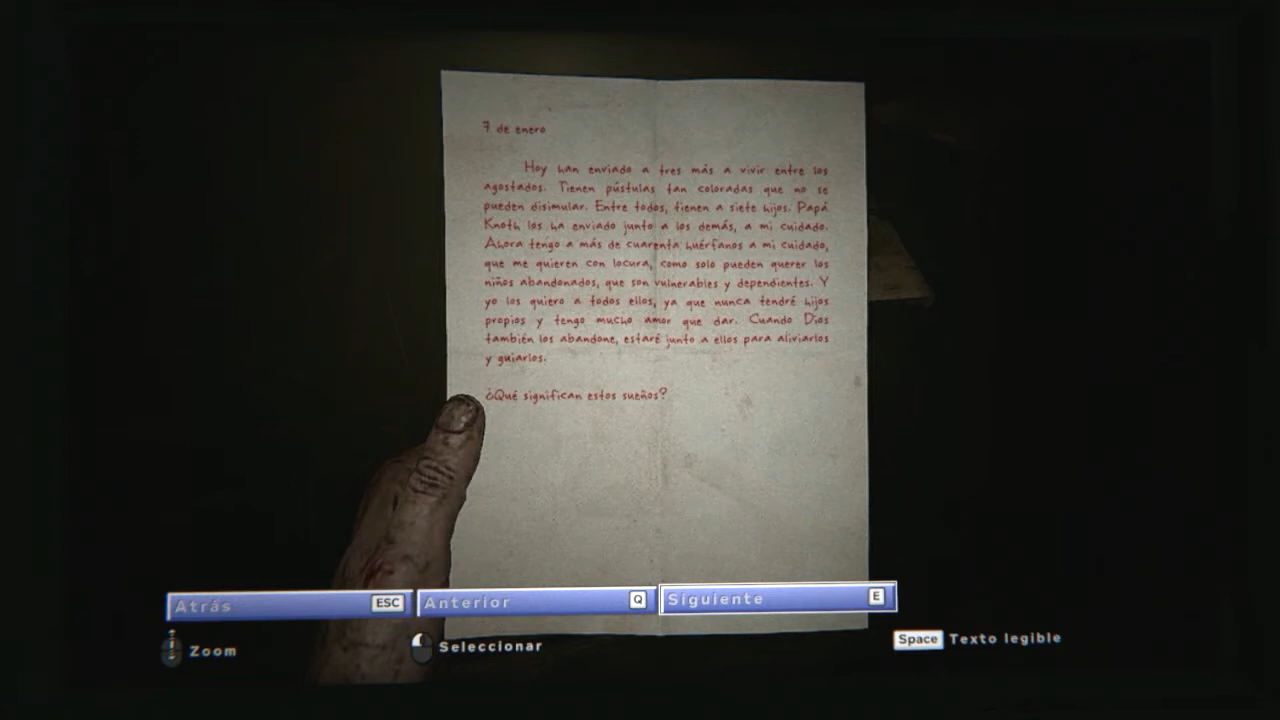 7 de enero
Hoy han enviado a tres más a vivir entre los
agostados. Tienen pústulas tan coloradas que no se
pueden disimular. Entre todos, tienen a siete hijos. Papá
Knoth los ha enviado junto a los demás, a mi cuidado.
Ahora tengo a más de cuarenta huérfanos a mi cuidado,
que me quieren con locura, como solo pueden querer los
niños abandonados, que son vulnerables y dependientes. Y
yo los quiero a todos ellos, ya que nunca tendré hijos
propios y tengo mucho amor que dar. Cuando Dios
también los abandone, estaré junto a ellos para aliviarlos
y guiarlos.
¿Qué significan estos sueños?
Atrás ESC Anterior Q Siguiente E
Zoom Seleccionar Space Texto legible